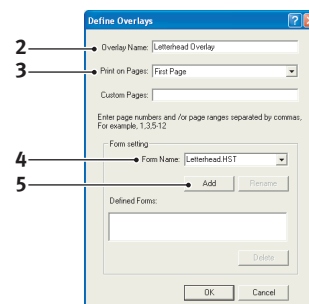 Define Overlays
2 Overlay Name: Letterhead Overlay
3 Print on Pages: First Page
Custom Pages:
Enter page numbers and /or page ranges separated by commas,
For example, 1,3,5-12
Form setting
4 Form Name: Letterhead.HST
5 Add Rename
Defined Forms:
Delete
OK Cancel